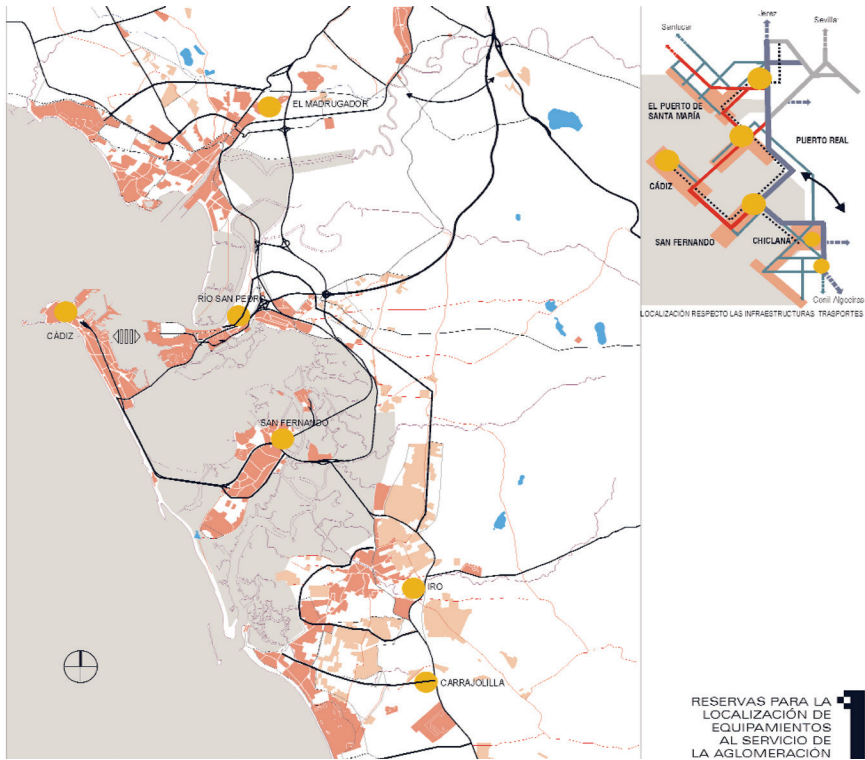 EL MADRUGADOR
RÍO SAN PEDRO
CÁDIZ
SAN FERNANDO
IRO
CARRAJOLILLA
Jerez
Sanlucar
Sevilla
EL PUERTO DE
SANTA MARÍA
PUERTO REAL
CÁDIZ
SAN FERNANDO
CHICLANA
Conil Algeciras
LOCALIZACIÓN RESPECTO LAS INFRAESTRUCTURAS TRASPORTES
RESERVAS PARA LA
LOCALIZACIÓN DE
EQUIPAMIENTOS
AL SERVICIO DE
LA AGLOMERACIÓN